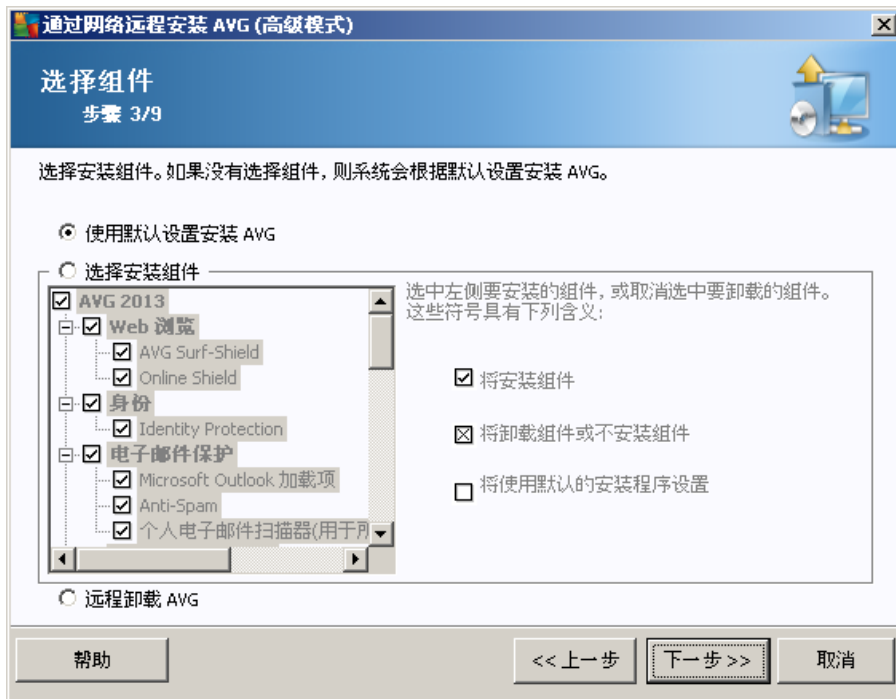 通过网络远程安装 AVG (高级模式)
选择组件
步骤 3/9
选择安装组件。如果没有选择组件，则系统会根据默认设置安装 AVG。
使用默认设置安装 AVG
选择安装组件
AVG 2013
Web 浏览
AVG Surf-Shield
Online Shield
身份
Identity Protection
电子邮件保护
Microsoft Outlook 加载项
Anti-Spam
个人电子邮件扫描器(用于
选中左侧要安装的组件，或取消选中要卸载的组件。
这些符号具有下列含义:
将安装组件
将卸载组件或不安装组件
将使用默认的安装程序设置
远程卸载 AVG
帮助
<< 上一步
下一步 >>
取消